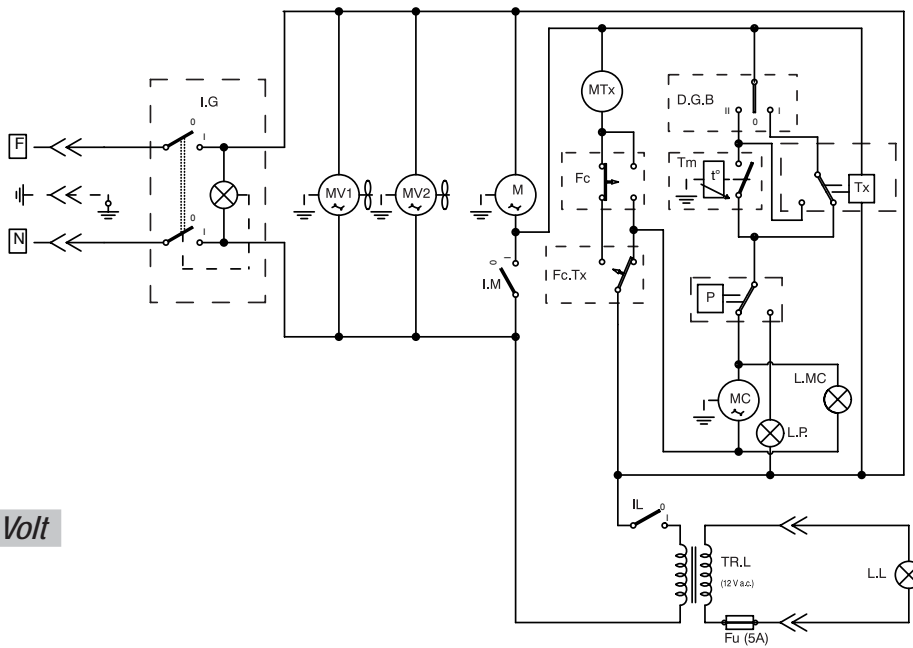 I.G
0
I
F
N
0
I
MV1
MV2
M
0
I
I.M
MTx
Fc
Fc.Tx
D.G.B
II
0
I
Tm
t°
Tx
P
MC
L.MC
L.P.
IL
0
I
TR.L
(12 V a.c.)
Fu (5A)
L.L
Volt